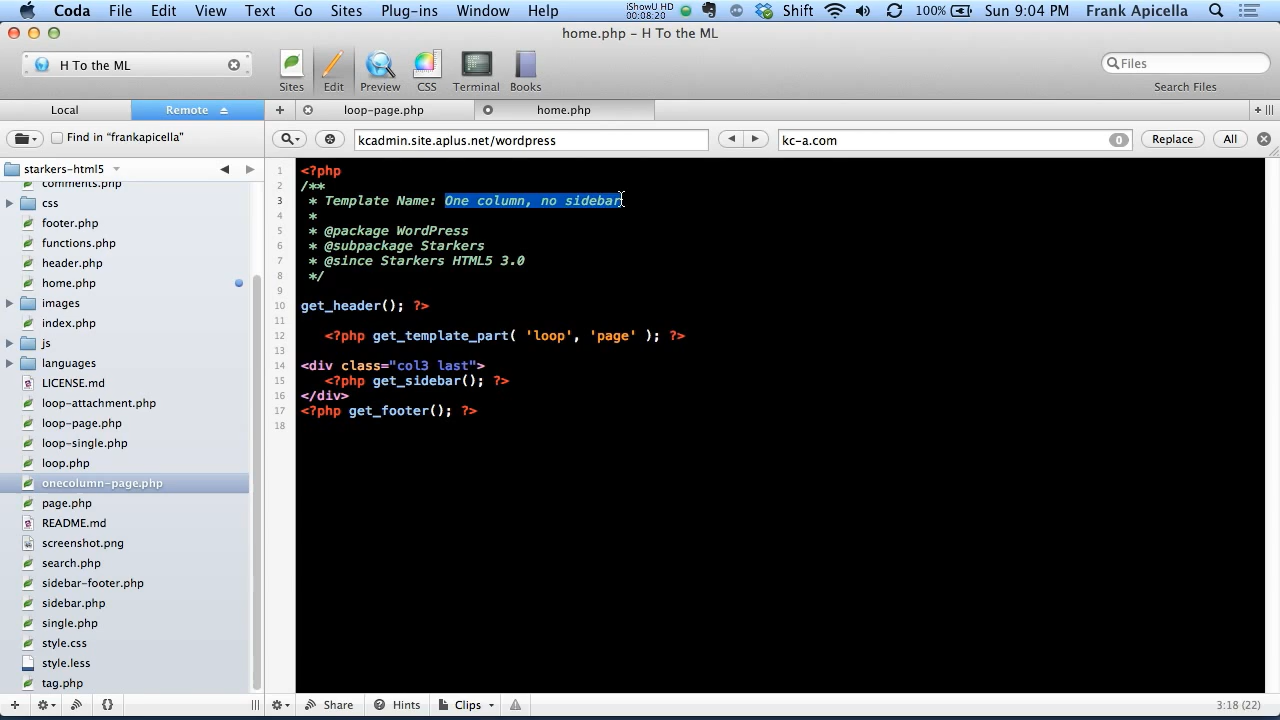 Coda File Edit View Text Go Sites Plug-ins Window Help iShowU HD 00:08:20 Shift 100% Sun 9:04 PM Frank Apicella
home.php – H To the ML
H To the ML
Sites Edit Preview CSS Terminal Books
Files
Search Files
Local Remote
loop-page.php home.php
Find in “frankapicella”
kcadmin.site.aplus.net/wordpress
kc-a.com 0 Replace All
starkers-html5
comments.php
css
footer.php
functions.php
header.php
home.php
images
index.php
js
languages
LICENSE.md
loop-attachment.php
loop-page.php
loop-single.php
loop.php
onecolumn-page.php
page.php
README.md
screenshot.png
search.php
sidebar-footer.php
sidebar.php
single.php
style.css
style.less
tag.php
1 <?php
2 /**
3 * Template Name: One column, no sidebar
4 *
5 * @package WordPress
6 * @subpackage Starkers
7 * @since Starkers HTML5 3.0
8 */
9
10 get_header(); ?>
11
12 <?php get_template_part( 'loop', 'page' ); ?>
13
14 <div class="col3 last">
15 <?php get_sidebar(); ?>
16 </div>
17 <?php get_footer(); ?>
18
Share Hints Clips
3:18 (22)